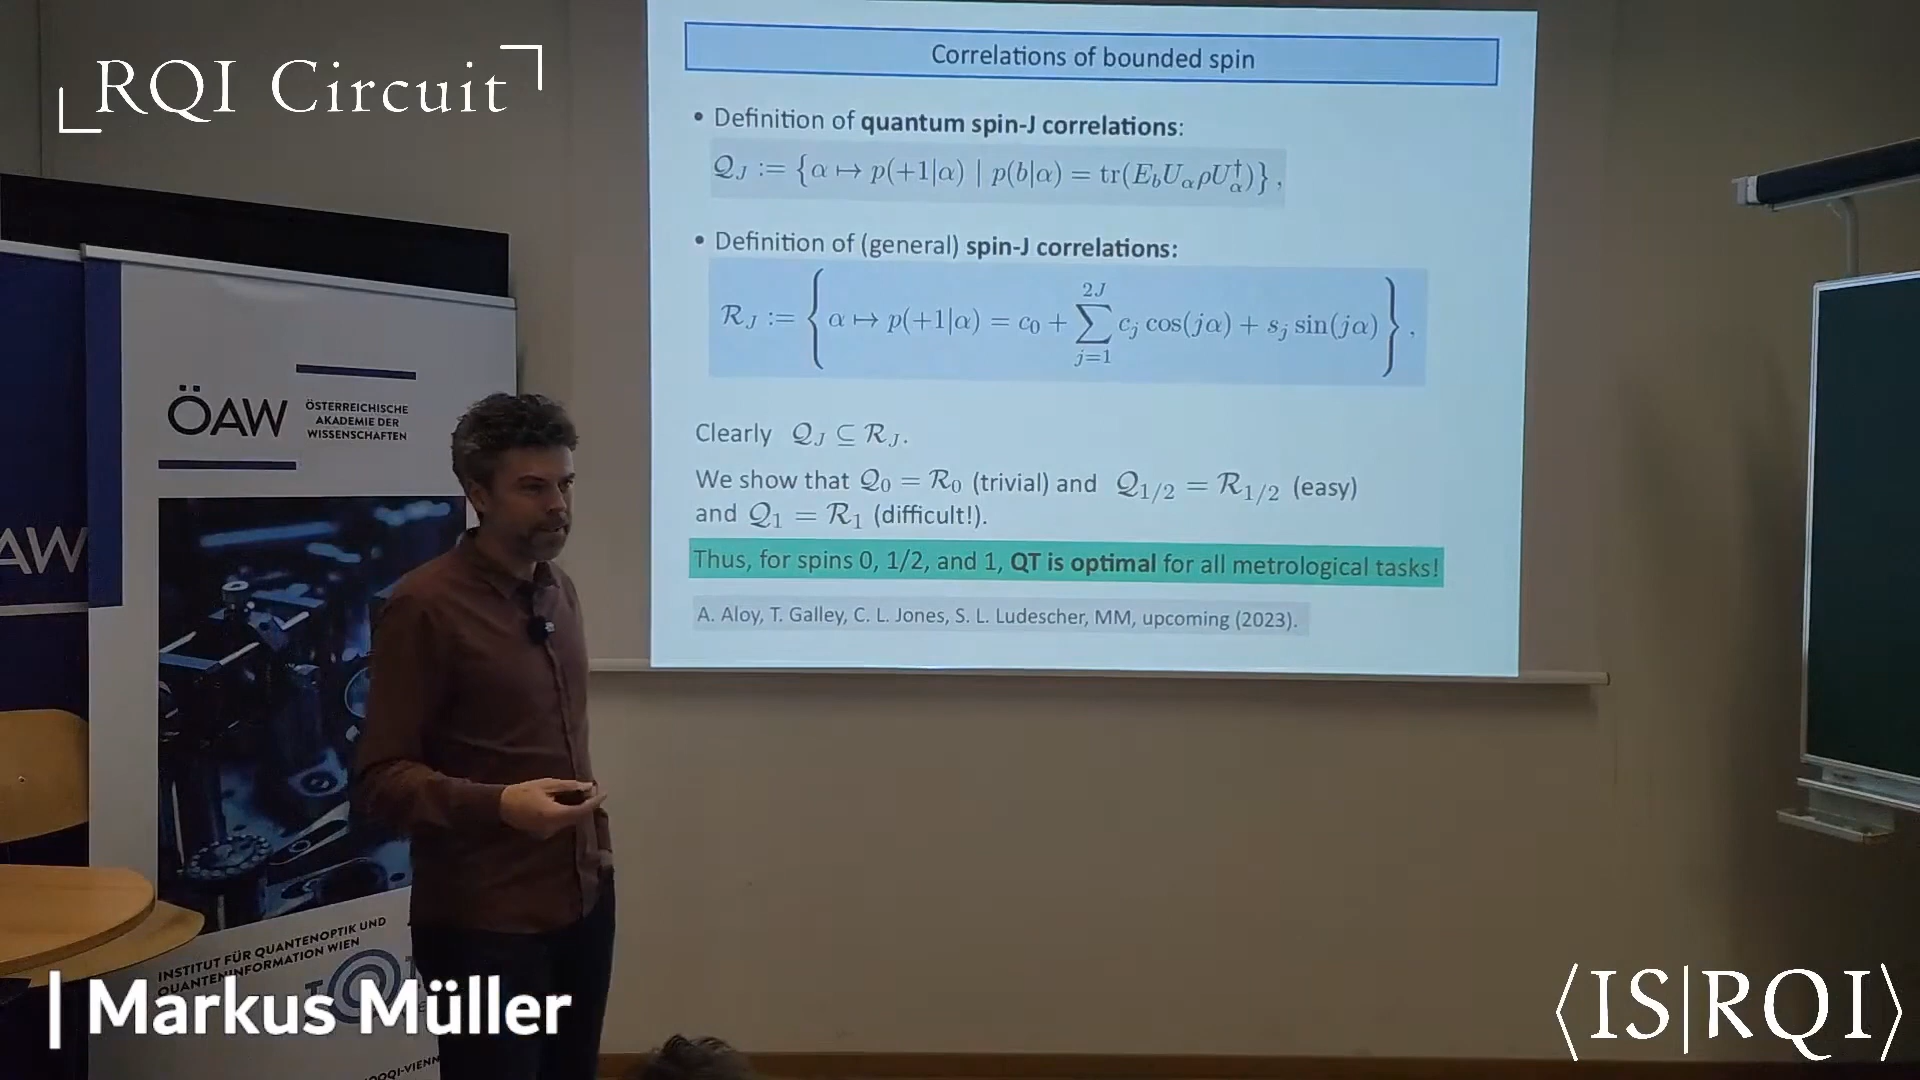 RQI Circuit
Correlations of bounded spin
• Definition of quantum spin-J correlations:
𝒬_J := {α ↦ p(+1|α) | p(b|α) = tr(E_bU_αρU_α^†)},
• Definition of (general) spin-J correlations:
ℛ_J := { α ↦ p(+1|α) = c_0 + ∑_{j=1}^{2J} c_j cos(jα) + s_j sin(jα) },
Clearly 𝒬_J ⊆ ℛ_J.
We show that 𝒬_0 = ℛ_0 (trivial) and 𝒬_{1/2} = ℛ_{1/2} (easy)
and 𝒬_1 = ℛ_1 (difficult!).
Thus, for spins 0, 1/2, and 1, QT is optimal for all metrological tasks!
A. Aloy, T. Galley, C. L. Jones, S. L. Ludescher, MM, upcoming (2023).
ÖAW
ÖSTERREICHISCHE
AKADEMIE DER
WISSENSCHAFTEN
AW
INSTITUT FÜR QUANTENOPTIK UND
QUANTENINFORMATION WIEN
Markus Müller
⟨IS|RQI⟩